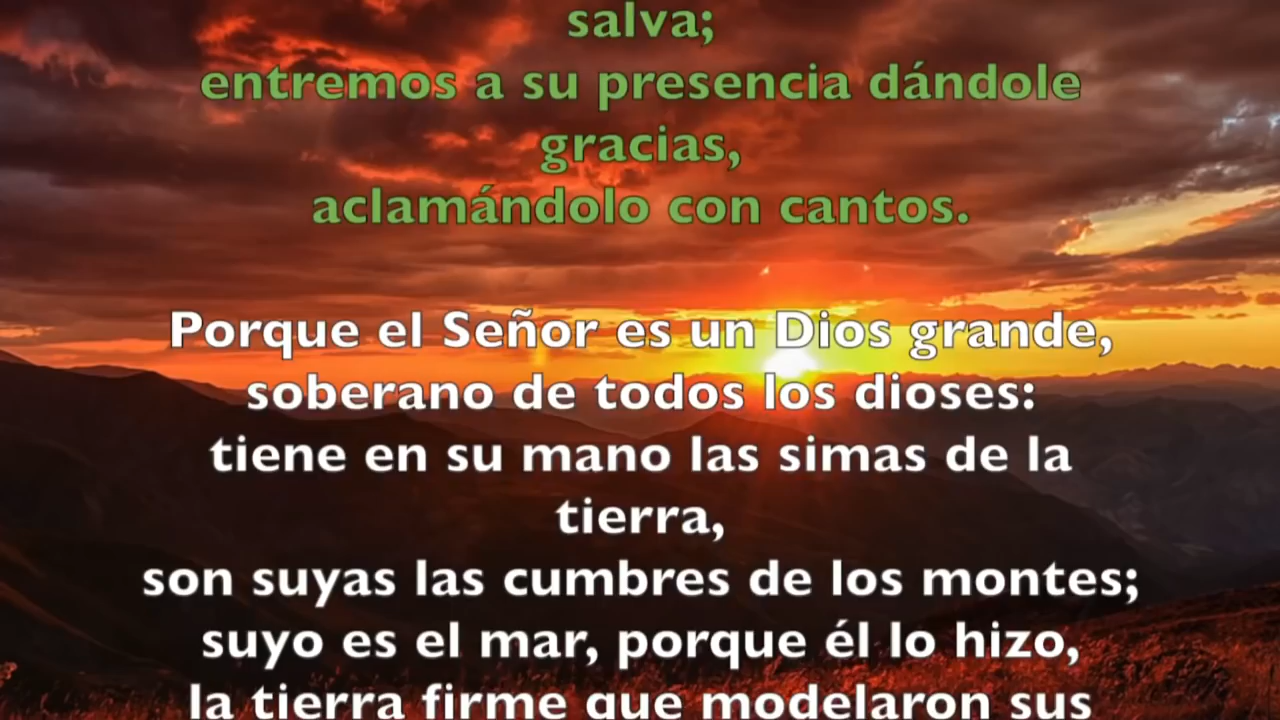 salva;
entremos a su presencia dándole
gracias,
aclamándolo con cantos.
Porque el Señor es un Dios grande,
soberano de todos los dioses:
tiene en su mano las simas de la
tierra,
son suyas las cumbres de los montes;
suyo es el mar, porque él lo hizo,
la tierra firme que modelaron sus